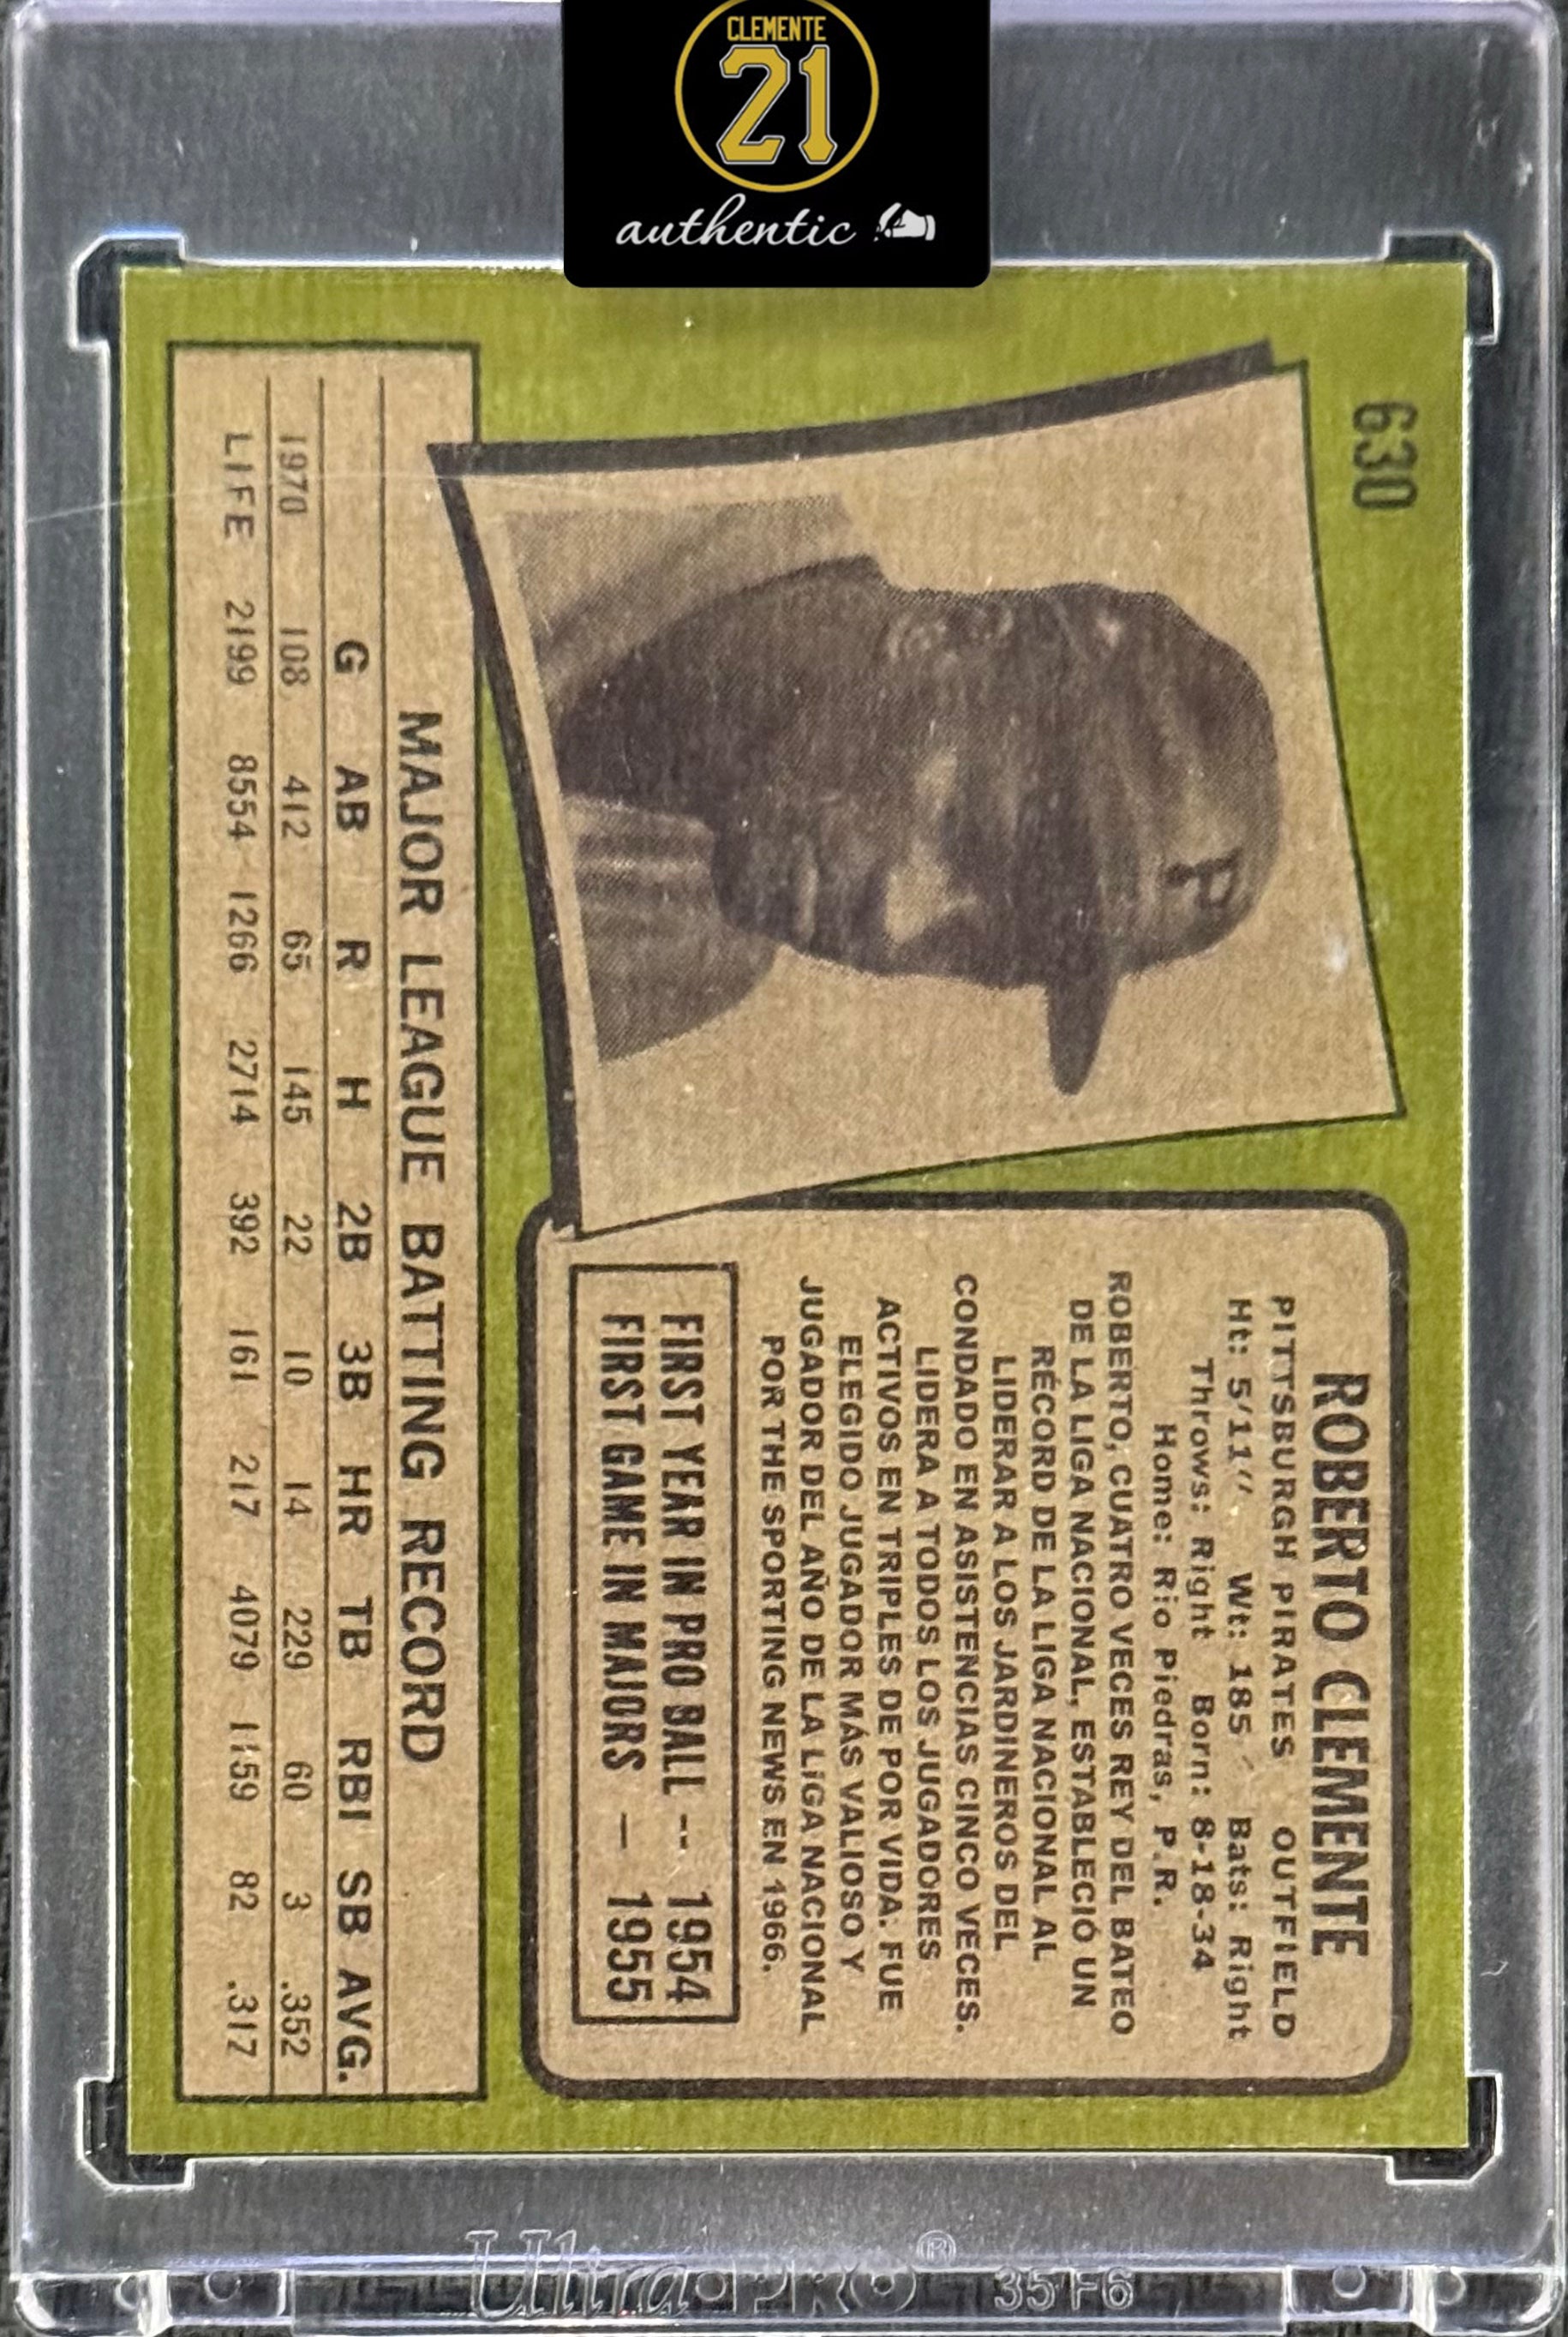 CLEMENTE
21
authentic
630
ROBERTO CLEMENTE
PITTSBURGH PIRATES OUTFIELD
Ht: 5'11" Wt: 185 Bats: Right
Throws: Right Born: 8-18-34
Home: Rio Piedras, P.R.
ROBERTO, CUATRO VECES REY DEL BATEO
DE LA LIGA NACIONAL, ESTABLECIÓ UN
RÉCORD DE LA LIGA NACIONAL AL
LIDERAR A LOS JARDINEROS DEL
CONDADO EN ASISTENCIAS CINCO VECES.
LIDERA A TODOS LOS JUGADORES
ACTIVOS EN TRIPLES DE POR VIDA. FUE
ELEGIDO JUGADOR MÁS VALIOSO Y
JUGADOR DEL AÑO DE LA LIGA NACIONAL
POR THE SPORTING NEWS EN 1966.
FIRST YEAR IN PRO BALL -- 1954
FIRST GAME IN MAJORS — 1955
P
MAJOR LEAGUE BATTING RECORD
G AB R H 2B 3B HR TB RBI SB AVG.
1970 108 412 65 145 22 10 14 229 60 3 .352
LIFE 2199 8554 1266 2714 392 161 217 4079 1159 82 .317
Ultra·PRO® 35F6